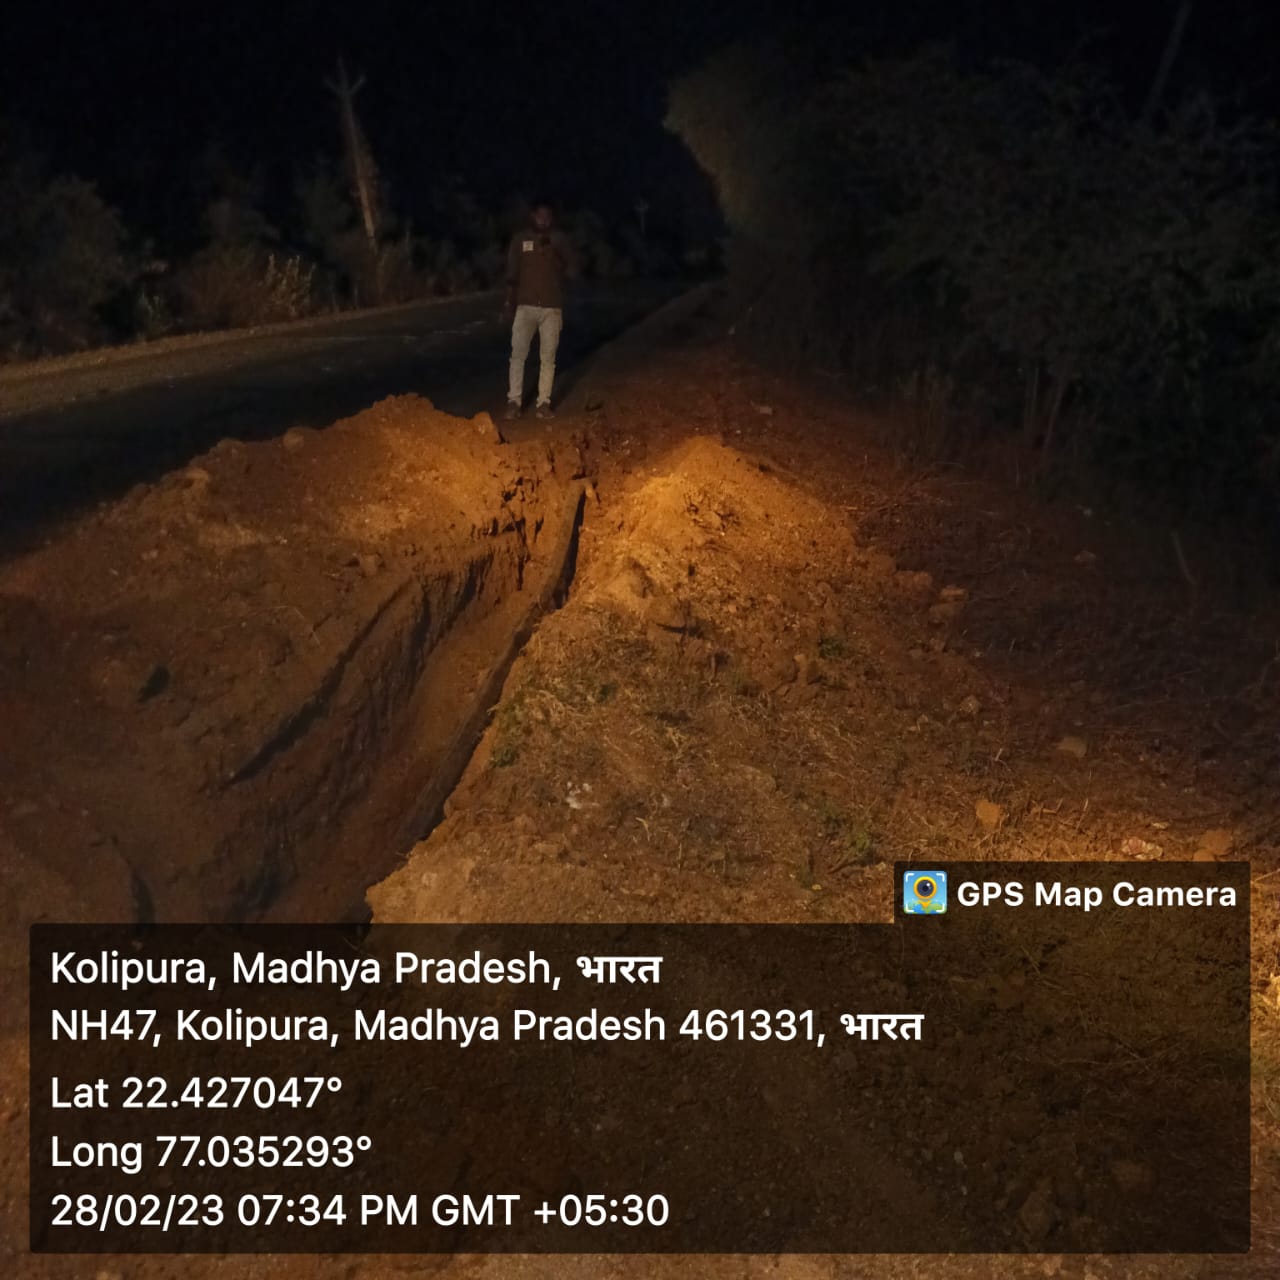 GPS Map Camera
Kolipura, Madhya Pradesh, भारत
NH47, Kolipura, Madhya Pradesh 461331, भारत
Lat 22.427047°
Long 77.035293°
28/02/23 07:34 PM GMT +05:30